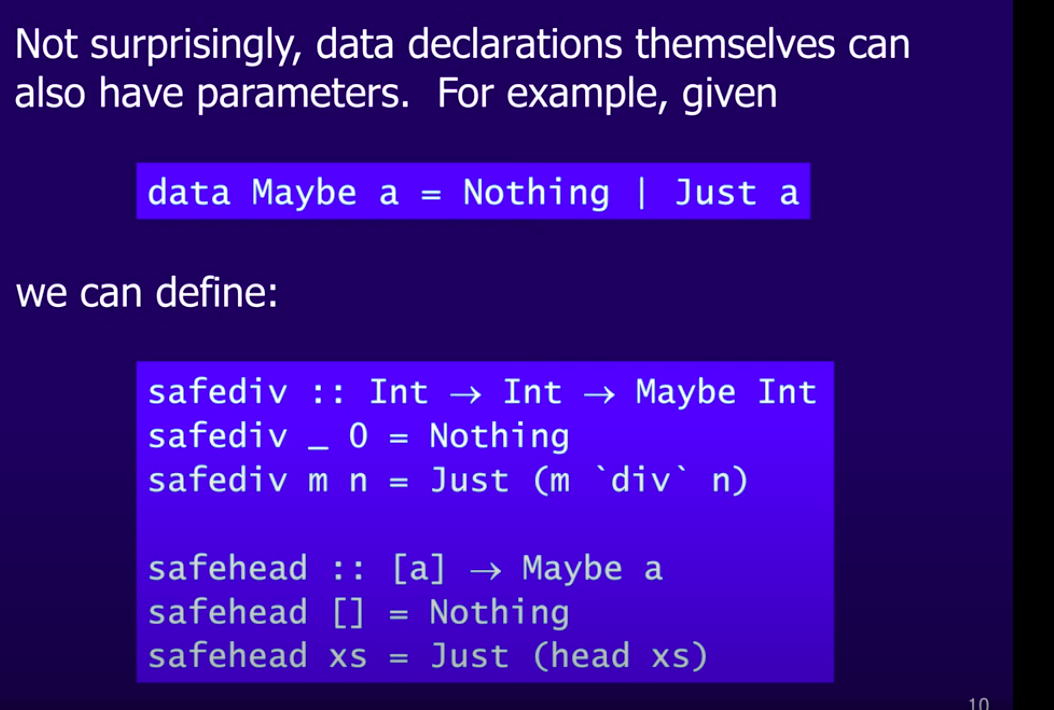 Not surprisingly, data declarations themselves can
also have parameters. For example, given
data Maybe a = Nothing | Just a
we can define:
safediv :: Int → Int → Maybe Int
safediv _ 0 = Nothing
safediv m n = Just (m `div` n)
safehead :: [a] → Maybe a
safehead [] = Nothing
safehead xs = Just (head xs)
10